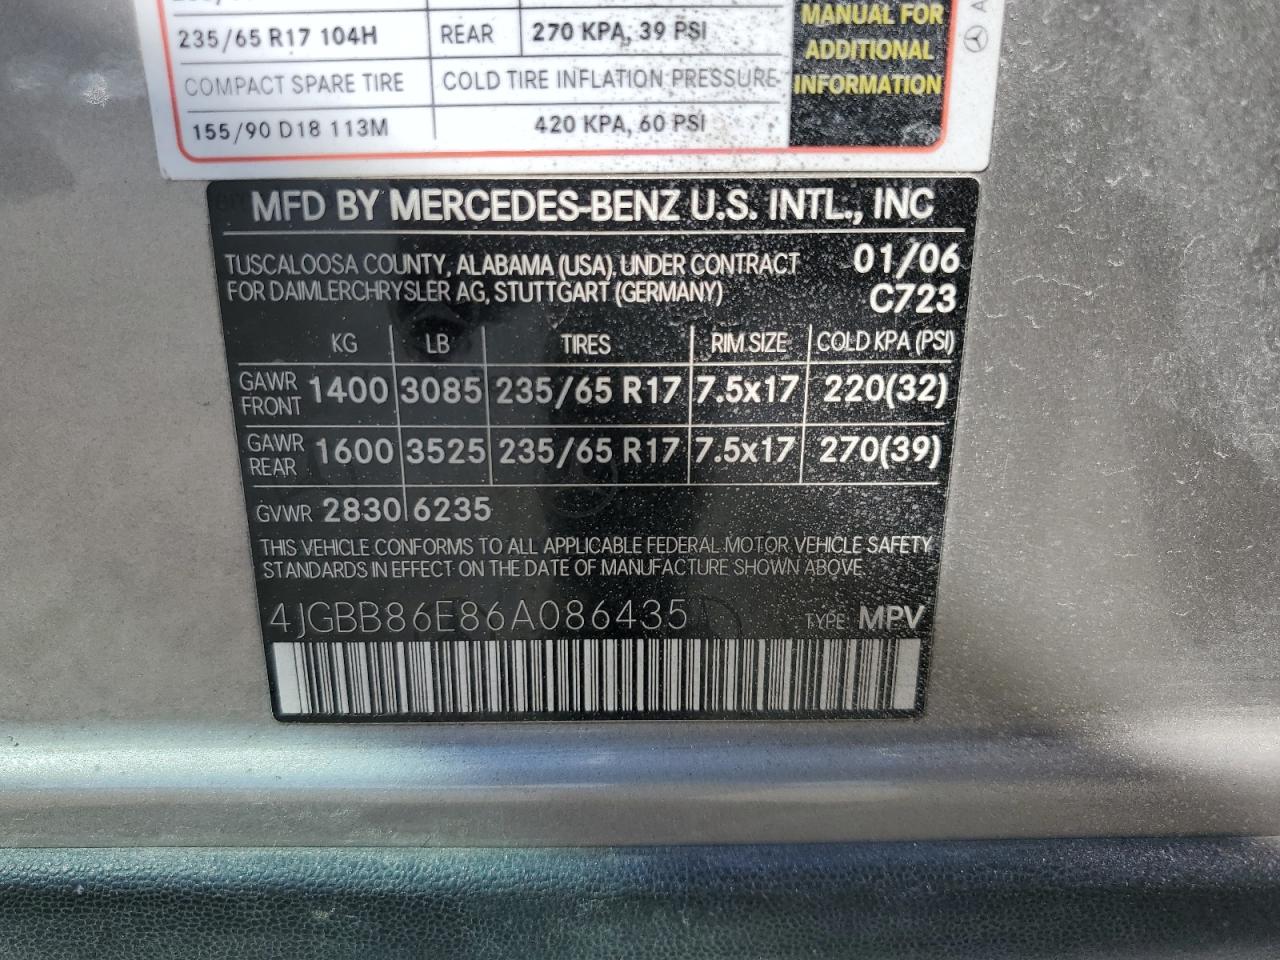 235/65 R17 104H REAR 270 KPA, 39 PSI
COMPACT SPARE TIRE COLD TIRE INFLATION PRESSURE
155/90 D18 113M 420 KPA, 60 PSI
MANUAL FOR
ADDITIONAL
INFORMATION
MFD BY MERCEDES-BENZ U.S. INTL., INC
TUSCALOOSA COUNTY, ALABAMA (USA), UNDER CONTRACT 01/06
FOR DAIMLERCHRYSLER AG, STUTTGART (GERMANY) C723
KG LB TIRES RIM SIZE COLD KPA (PSI)
GAWR FRONT 1400 3085 235/65 R17 7.5x17 220(32)
GAWR REAR 1600 3525 235/65 R17 7.5x17 270(39)
GVWR 2830 6235
THIS VEHICLE CONFORMS TO ALL APPLICABLE FEDERAL MOTOR VEHICLE SAFETY
STANDARDS IN EFFECT ON THE DATE OF MANUFACTURE SHOWN ABOVE.
4JGBB86E86A086435 TYPE MPV